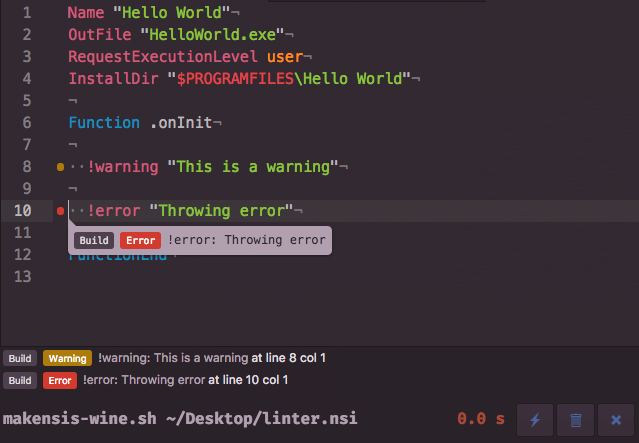 1 Name "Hello World"¬
2 OutFile "HelloWorld.exe"¬
3 RequestExecutionLevel user¬
4 InstallDir "$PROGRAMFILES\Hello World"¬
5 ¬
6 Function .onInit¬
7 ¬
8 ··!warning "This is a warning"¬
9 ¬
10 ··!error "Throwing error"¬
11 Build Error !error: Throwing error
12 FunctionEnd¬
13
Build Warning !warning: This is a warning at line 8 col 1
Build Error !error: Throwing error at line 10 col 1
makensis-wine.sh ~/Desktop/linter.nsi 0.0 s